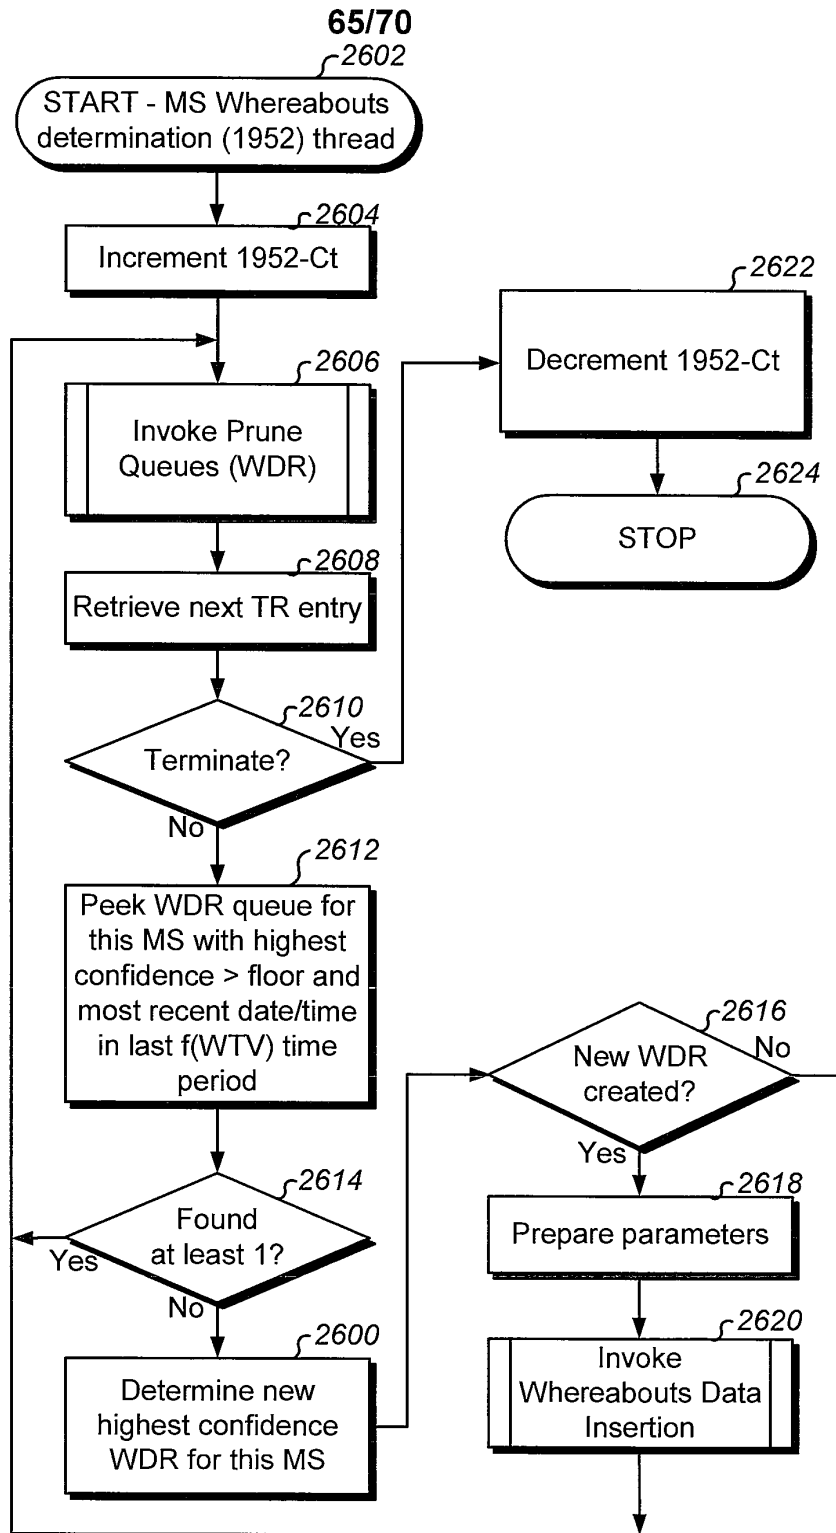 65/70
2602
START - MS Whereabouts
determination (1952) thread
2604
Increment 1952-Ct
2606
Invoke Prune
Queues (WDR)
2608
Retrieve next TR entry
2610
Terminate?
Yes
No
2622
Decrement 1952-Ct
2624
STOP
2612
Peek WDR queue for
this MS with highest
confidence > floor and
most recent date/time
in last f(WTV) time
period
2614
Found
at least 1?
Yes
No
2600
Determine new
highest confidence
WDR for this MS
2616
New WDR
created?
No
Yes
2618
Prepare parameters
2620
Invoke
Whereabouts Data
Insertion